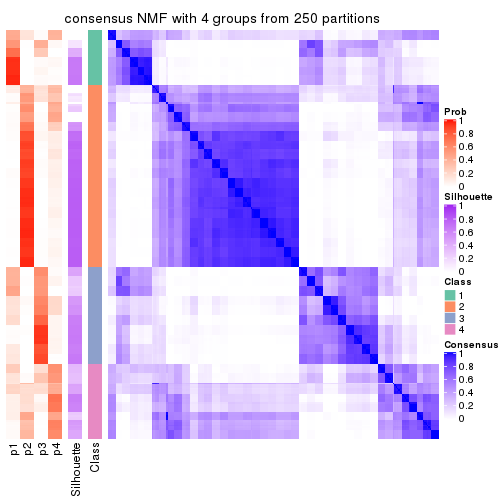 consensus NMF with 4 groups from 250 partitions
Prob
1
0.8
0.6
0.4
0.2
0
Silhouette
1
0.8
0.6
0.4
0.2
0
Class
1
2
3
4
Consensus
1
0.8
0.6
0.4
0.2
0
p1
p2
p3
p4
Silhouette
Class